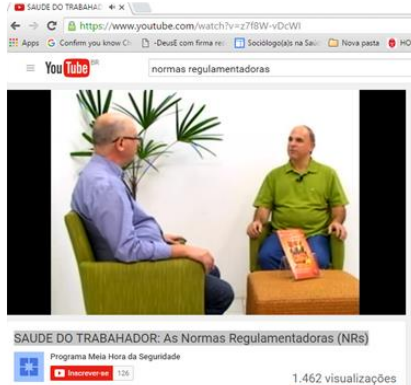 SAUDE DO TRABAHAD
https://www.youtube.com/watch?v=z7f8W-vDcWI
Apps Confirm you know Ch -DeusE com firma re Sociólogo|a|s na Saú Nova pasta HO
YouTube BR normas regulamentadoras
SAUDE DO TRABAHADOR: As Normas Regulamentadoras (NRs)
Programa Meia Hora da Seguridade
Inscrever-se 126
1.462 visualizações